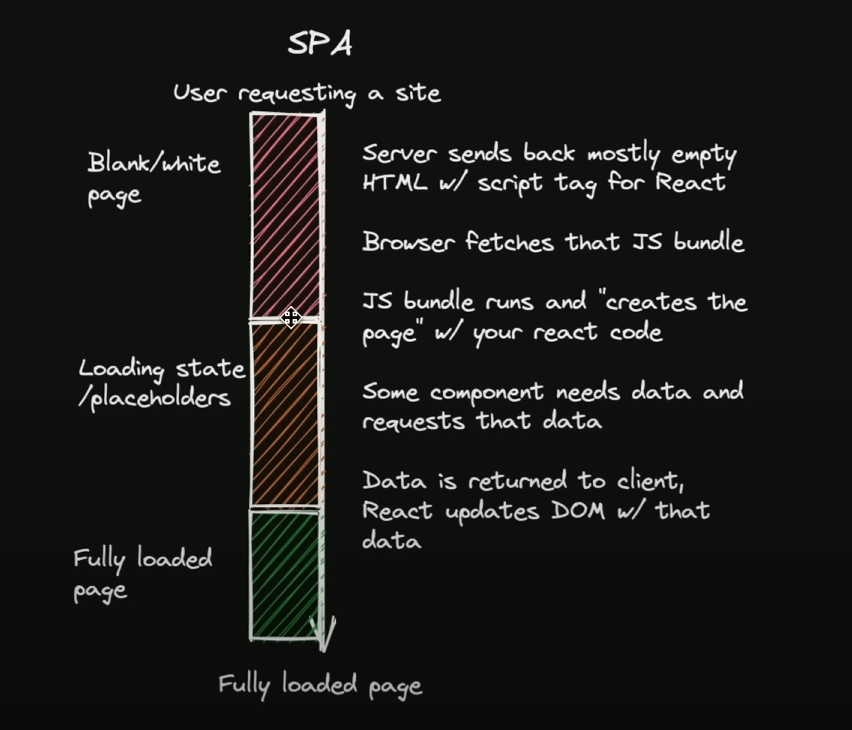 SPA
User requesting a site
Blank/white
page
Server sends back mostly empty
HTML w/ script tag for React
Browser fetches that JS bundle
JS bundle runs and "creates the
page" w/ your react code
Loading state
/placeholders
Some component needs data and
requests that data
Data is returned to client,
React updates DOM w/ that
data
Fully loaded
page
Fully loaded page